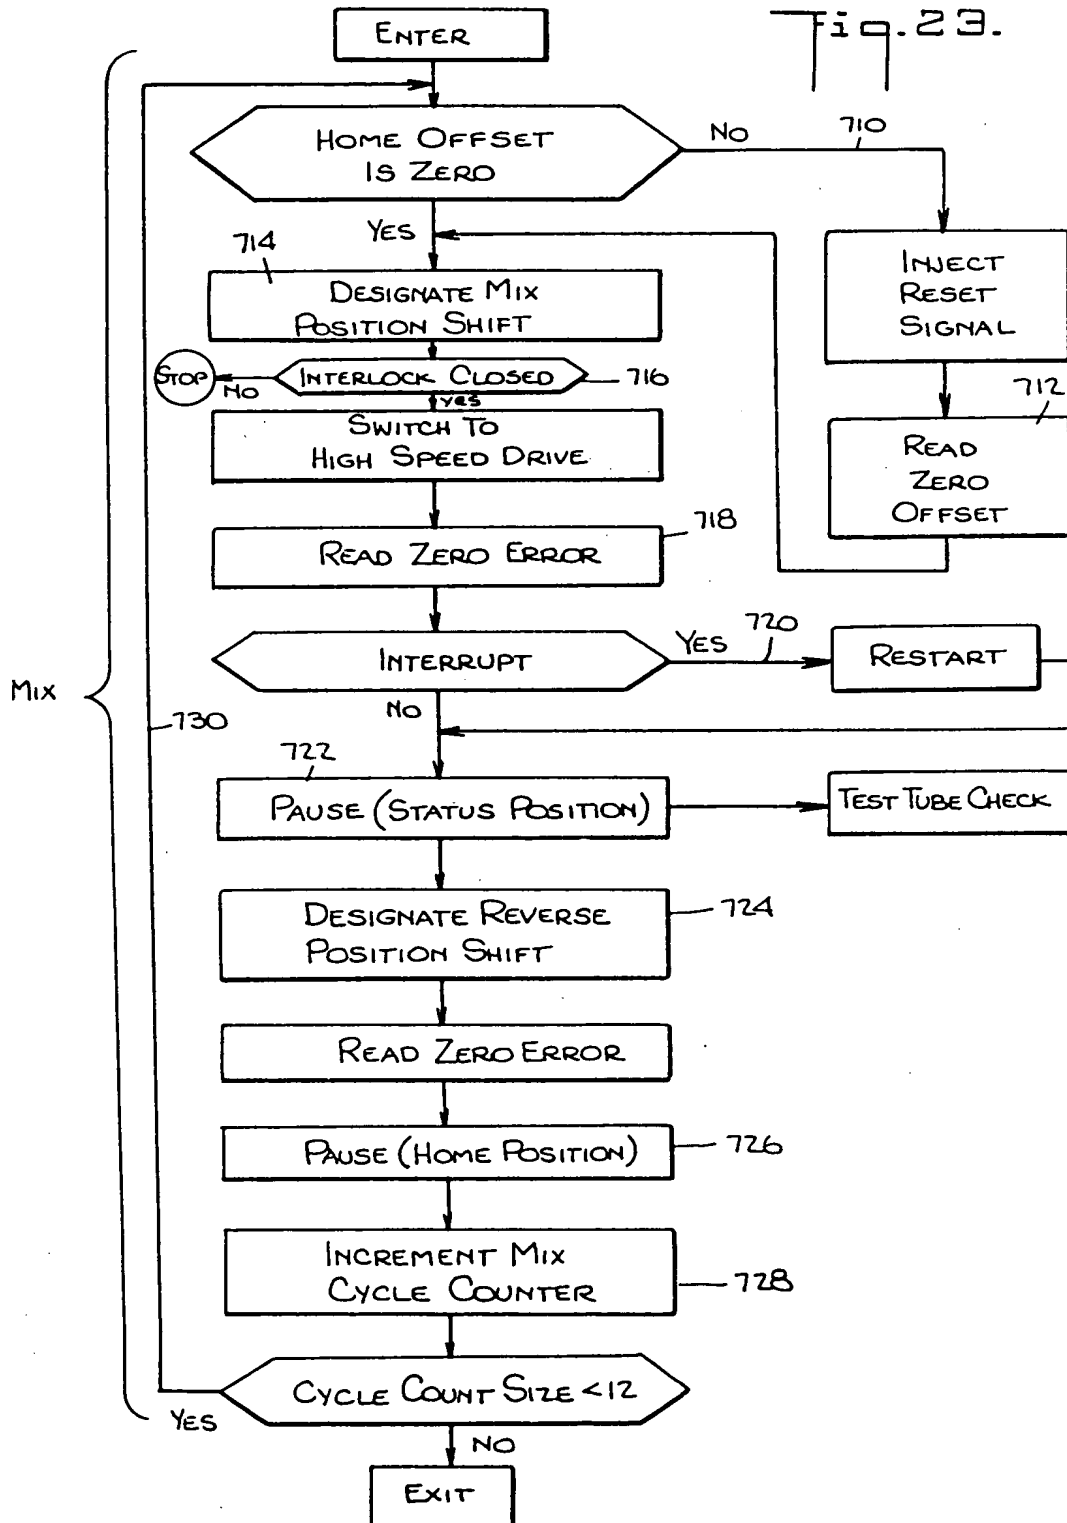 Fig. 23.
ENTER
HOME OFFSET
IS ZERO
NO
710
YES
INJECT
RESET
SIGNAL
714
DESIGNATE MIX
POSITION SHIFT
STOP
NO
INTERLOCK CLOSED
716
yes
712
SWITCH TO
HIGH SPEED DRIVE
READ
ZERO
OFFSET
718
READ ZERO ERROR
INTERRUPT
YES
720
RESTART
MIX
NO
730
722
PAUSE (STATUS POSITION)
TEST TUBE CHECK
DESIGNATE REVERSE
POSITION SHIFT
724
READ ZERO ERROR
PAUSE (HOME POSITION)
726
INCREMENT MIX
CYCLE COUNTER
728
CYCLE COUNT SIZE <12
YES
NO
EXIT